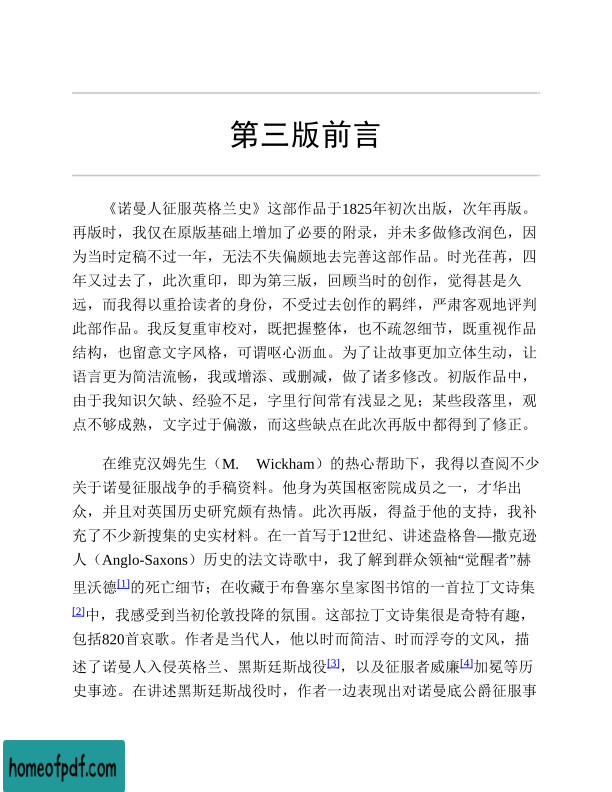 第三版前言
《诺曼人征服英格兰史》这部作品于1825年初次出版，次年再版。
再版时，我仅在原版基础上增加了必要的附录，并未多做修改润色，因
为当时定稿不过一年，无法不失偏颇地去完善这部作品。时光荏苒，四
年又过去了，此次重印，即为第三版，回顾当时的创作，觉得甚是久
远，而我得以重拾读者的身份，不受过去创作的羁绊，严肃客观地评判
此部作品。我反复重审校对，既把握整体，也不疏忽细节，既重视作品
结构，也留意文字风格，可谓呕心沥血。为了让故事更加立体生动，让
语言更为简洁流畅，我或增添、或删减，做了诸多修改。初版作品中，
由于我知识欠缺、经验不足，字里行间常有浅显之见；某些段落里，观
点不够成熟，文字过于偏激，而这些缺点在此次再版中都得到了修正。
在维克汉姆先生（M. Wickham）的热心帮助下，我得以查阅不少
关于诺曼征服战争的手稿资料。他身为英国枢密院成员之一，才华出
众，并且对英国历史研究颇有热情。此次再版，得益于他的支持，我补
充了不少新搜集的史实材料。在一首写于12世纪、讲述盎格鲁—撒克逊
人（Anglo-Saxons）历史的法文诗歌中，我了解到群众领袖“觉醒者”赫
里沃德[1]的死亡细节；在收藏于布鲁塞尔皇家图书馆的一首拉丁文诗集
[2]中，我感受到当初伦敦投降的氛围。这部拉丁文诗集很是奇特有趣，
包括820首哀歌。作者是当代人，他以时而简洁、时而浮夸的文风，描
述了诺曼人入侵英格兰、黑斯廷斯战役[3]，以及征服者威廉[4]加冕等历
史事迹。在讲述黑斯廷斯战役时，作者一边表现出对诺曼底公爵征服事
homeofpdf.com